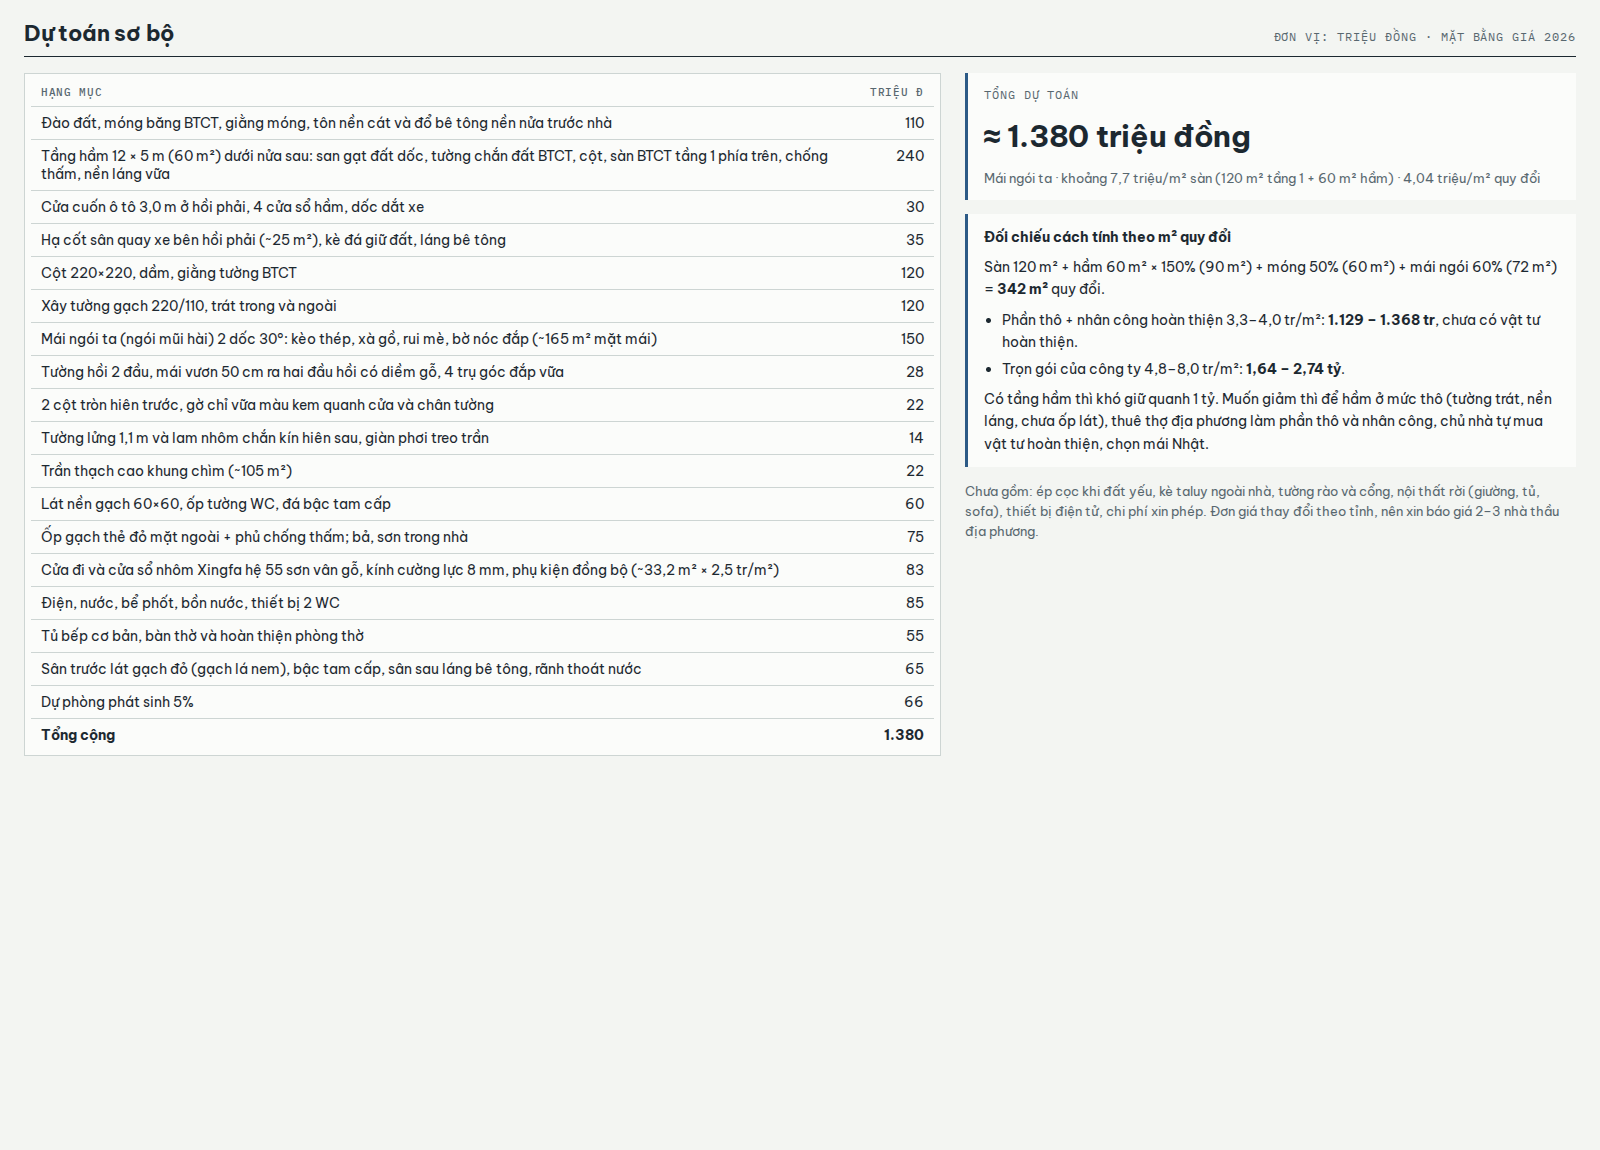 Dự toán sơ bộ
ĐƠN VỊ: TRIỆU ĐỒNG · MẶT BẰNG GIÁ 2026
HẠNG MỤC TRIỆU Đ
Đào đất, móng băng BTCT, giằng móng, tôn nền cát và đổ bê tông nền nửa trước nhà 110
Tầng hầm 12 × 5 m (60 m²) dưới nửa sau: san gạt đất dốc, tường chắn đất BTCT, cột, sàn BTCT tầng 1 phía trên, chống 240
thấm, nền láng vữa
Cửa cuốn ô tô 3,0 m ở hồi phải, 4 cửa sổ hầm, dốc dắt xe 30
Hạ cốt sân quay xe bên hồi phải (~25 m²), kè đá giữ đất, láng bê tông 35
Cột 220×220, dầm, giằng tường BTCT 120
Xây tường gạch 220/110, trát trong và ngoài 120
Mái ngói ta (ngói mũi hài) 2 dốc 30°: kèo thép, xà gồ, rui mè, bờ nóc đắp (~165 m² mặt mái) 150
Tường hồi 2 đầu, mái vươn 50 cm ra hai đầu hồi có diềm gỗ, 4 trụ góc đắp vữa 28
2 cột tròn hiên trước, gờ chỉ vữa màu kem quanh cửa và chân tường 22
Tường lửng 1,1 m và lam nhôm chắn kín hiên sau, giàn phơi treo trần 14
Trần thạch cao khung chìm (~105 m²) 22
Lát nền gạch 60×60, ốp tường WC, đá bậc tam cấp 60
Ốp gạch thẻ đỏ mặt ngoài + phủ chống thấm; bả, sơn trong nhà 75
Cửa đi và cửa sổ nhôm Xingfa hệ 55 sơn vân gỗ, kính cường lực 8 mm, phụ kiện đồng bộ (~33,2 m² × 2,5 tr/m²) 83
Điện, nước, bể phốt, bồn nước, thiết bị 2 WC 85
Tủ bếp cơ bản, bàn thờ và hoàn thiện phòng thờ 55
Sân trước lát gạch đỏ (gạch lá nem), bậc tam cấp, sân sau láng bê tông, rãnh thoát nước 65
Dự phòng phát sinh 5% 66
Tổng cộng 1.380
TỔNG DỰ TOÁN
≈ 1.380 triệu đồng
Mái ngói ta · khoảng 7,7 triệu/m² sàn (120 m² tầng 1 + 60 m² hầm) · 4,04 triệu/m² quy đổi
Đối chiếu cách tính theo m² quy đổi
Sàn 120 m² + hầm 60 m² × 150% (90 m²) + móng 50% (60 m²) + mái ngói 60% (72 m²)
= 342 m² quy đổi.
• Phần thô + nhân công hoàn thiện 3,3–4,0 tr/m²: 1.129 – 1.368 tr, chưa có vật tư
hoàn thiện.
• Trọn gói của công ty 4,8–8,0 tr/m²: 1,64 – 2,74 tỷ.
Có tầng hầm thì khó giữ quanh 1 tỷ. Muốn giảm thì để hầm ở mức thô (tường trát, nền
láng, chưa ốp lát), thuê thợ địa phương làm phần thô và nhân công, chủ nhà tự mua
vật tư hoàn thiện, chọn mái Nhật.
Chưa gồm: ép cọc khi đất yếu, kè taluy ngoài nhà, tường rào và cổng, nội thất rời (giường, tủ,
sofa), thiết bị điện tử, chi phí xin phép. Đơn giá thay đổi theo tỉnh, nên xin báo giá 2–3 nhà thầu
địa phương.